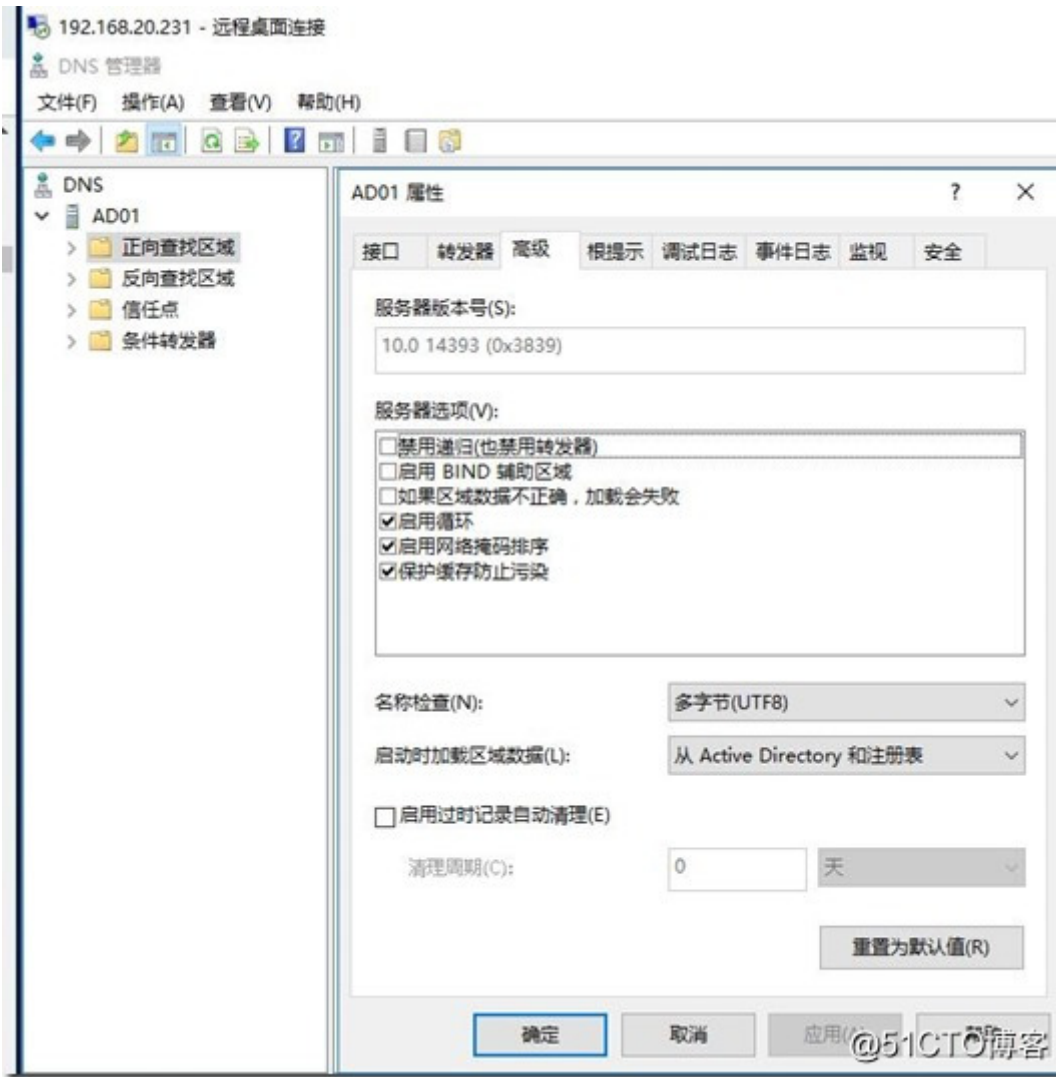 192.168.20.231 - 远程桌面连接
DNS 管理器
文件(F) 操作(A) 查看(V) 帮助(H)
DNS
AD01
正向查找区域
反向查找区域
信任点
条件转发器
AD01 属性
接口 转发器 高级 根提示 调试日志 事件日志 监视 安全
服务器版本号(S):
10.0 14393 (0x3839)
服务器选项(V):
禁用递归(也禁用转发器)
启用 BIND 辅助区域
如果区域数据不正确，加载会失败
启用循环
启用网络掩码排序
保护缓存防止污染
名称检查(N):
多字节(UTF8)
启动时加载区域数据(L):
从 Active Directory 和注册表
启用过时记录自动清理(E)
清理周期(C):
0
天
重置为默认值(R)
确定 取消 应用(A) 帮助
@51CTO博客